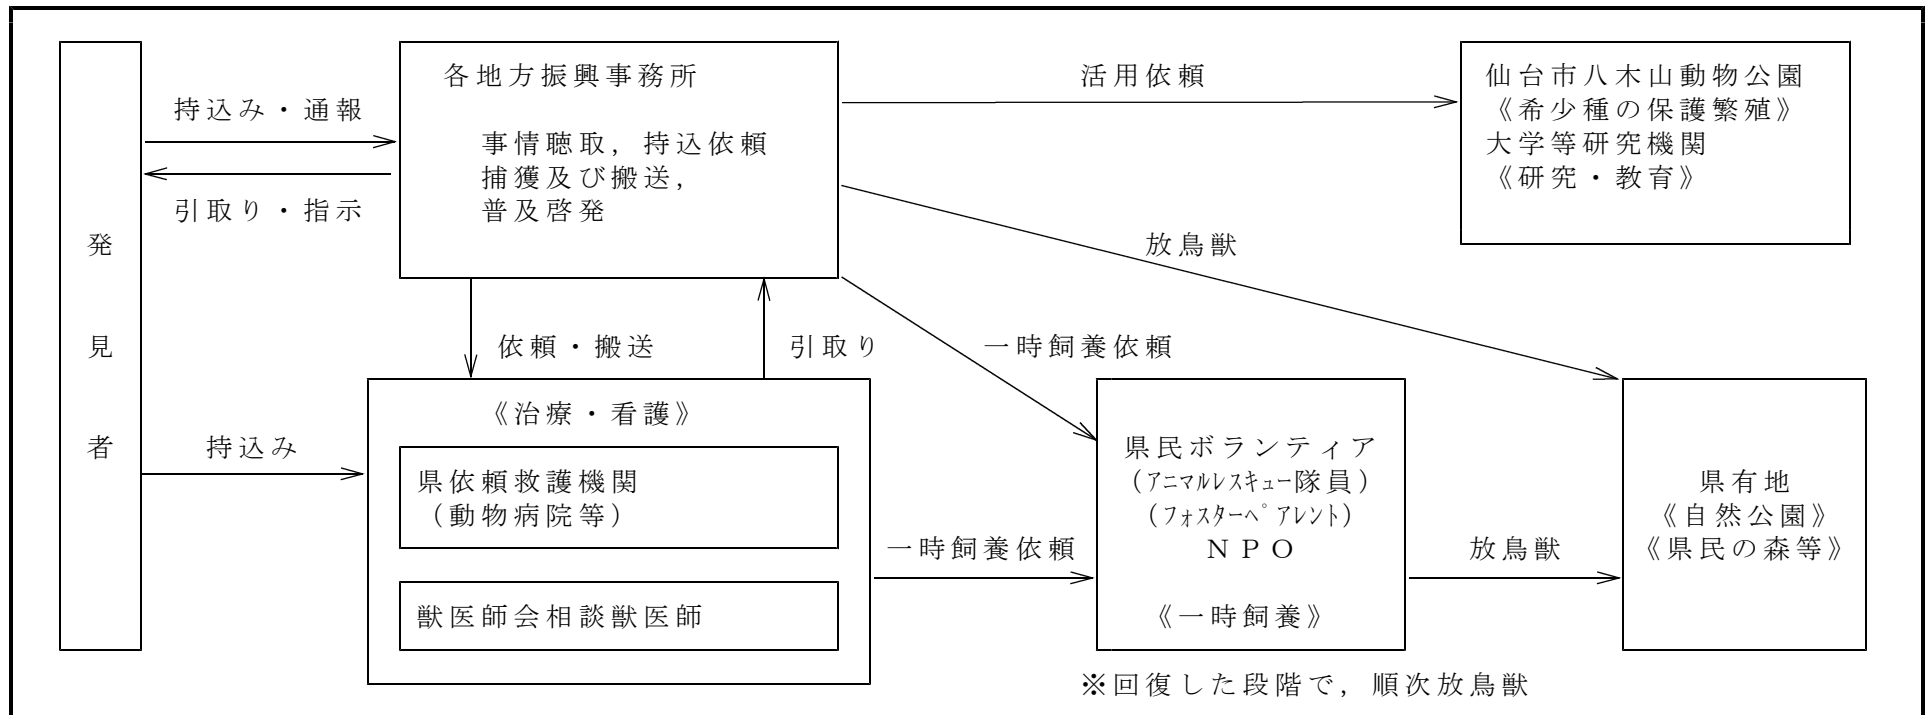 発見者
持込み・通報
引取り・指示
持込み
各地方振興事務所
事情聴取，持込依頼
捕獲及び搬送，
普及啓発
活用依頼
仙台市八木山動物公園
《希少種の保護繁殖》
大学等研究機関
《研究・教育》
放鳥獣
依頼・搬送
引取り
一時飼養依頼
《治療・看護》
県依頼救護機関
（動物病院等）
獣医師会相談獣医師
一時飼養依頼
県民ボランティア
（ｱﾆﾏﾙﾚｽｷｭｰ隊員）
（ﾌｫｽﾀｰﾍﾟｱﾚﾝﾄ）
ＮＰＯ
《一時飼養》
放鳥獣
県有地
《自然公園》
《県民の森等》
※回復した段階で，順次放鳥獣